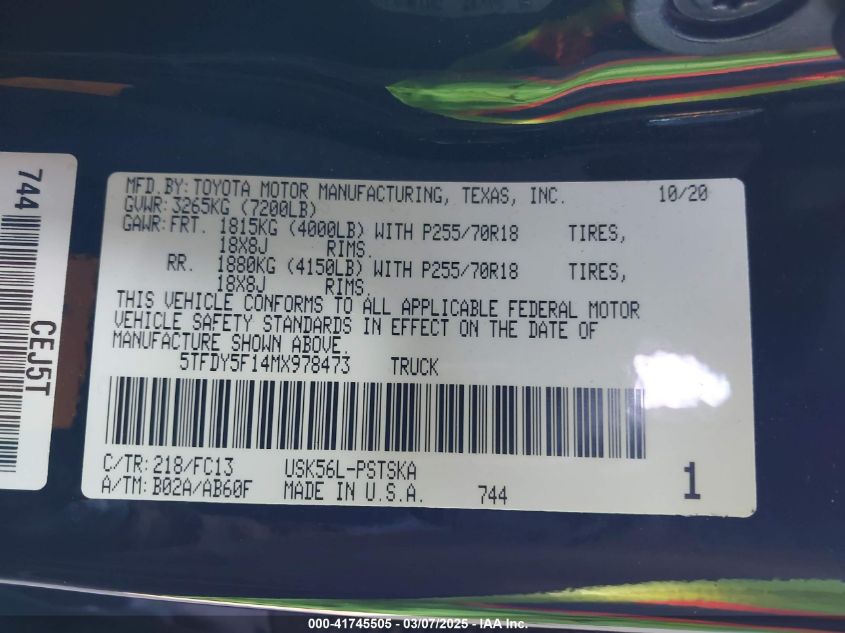 744
CEJ5T
MFD.BY:TOYOTA MOTOR MANUFACTURING, TEXAS, INC. 10/20
GVWR:3265KG (7200LB)
GAWR:FRT. 1815KG (4000LB) WITH P255/70R18 TIRES,
18X8J RIMS.
RR. 1880KG (4150LB) WITH P255/70R18 TIRES,
18X8J RIMS.
THIS VEHICLE CONFORMS TO ALL APPLICABLE FEDERAL MOTOR
VEHICLE SAFETY STANDARDS IN EFFECT ON THE DATE OF
MANUFACTURE SHOWN ABOVE.
5TFDY5F14MX978473 TRUCK
C/TR:218/FC13 USK56L-PSTSKA
A/TM:B02A/AB60F MADE IN U.S.A. 744 1
000-41745505 - 03/07/2025 - IAA Inc.